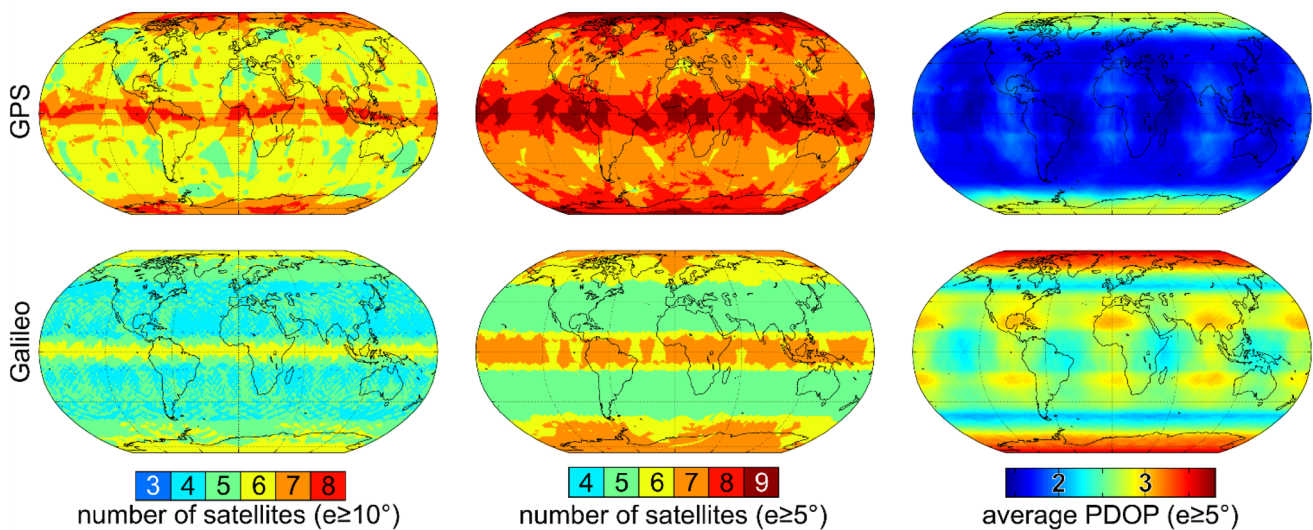 GPS
Galileo
3 4 5 6 7 8
number of satellites (e≥10°)
4 5 6 7 8 9
number of satellites (e≥5°)
2 3
average PDOP (e≥5°)